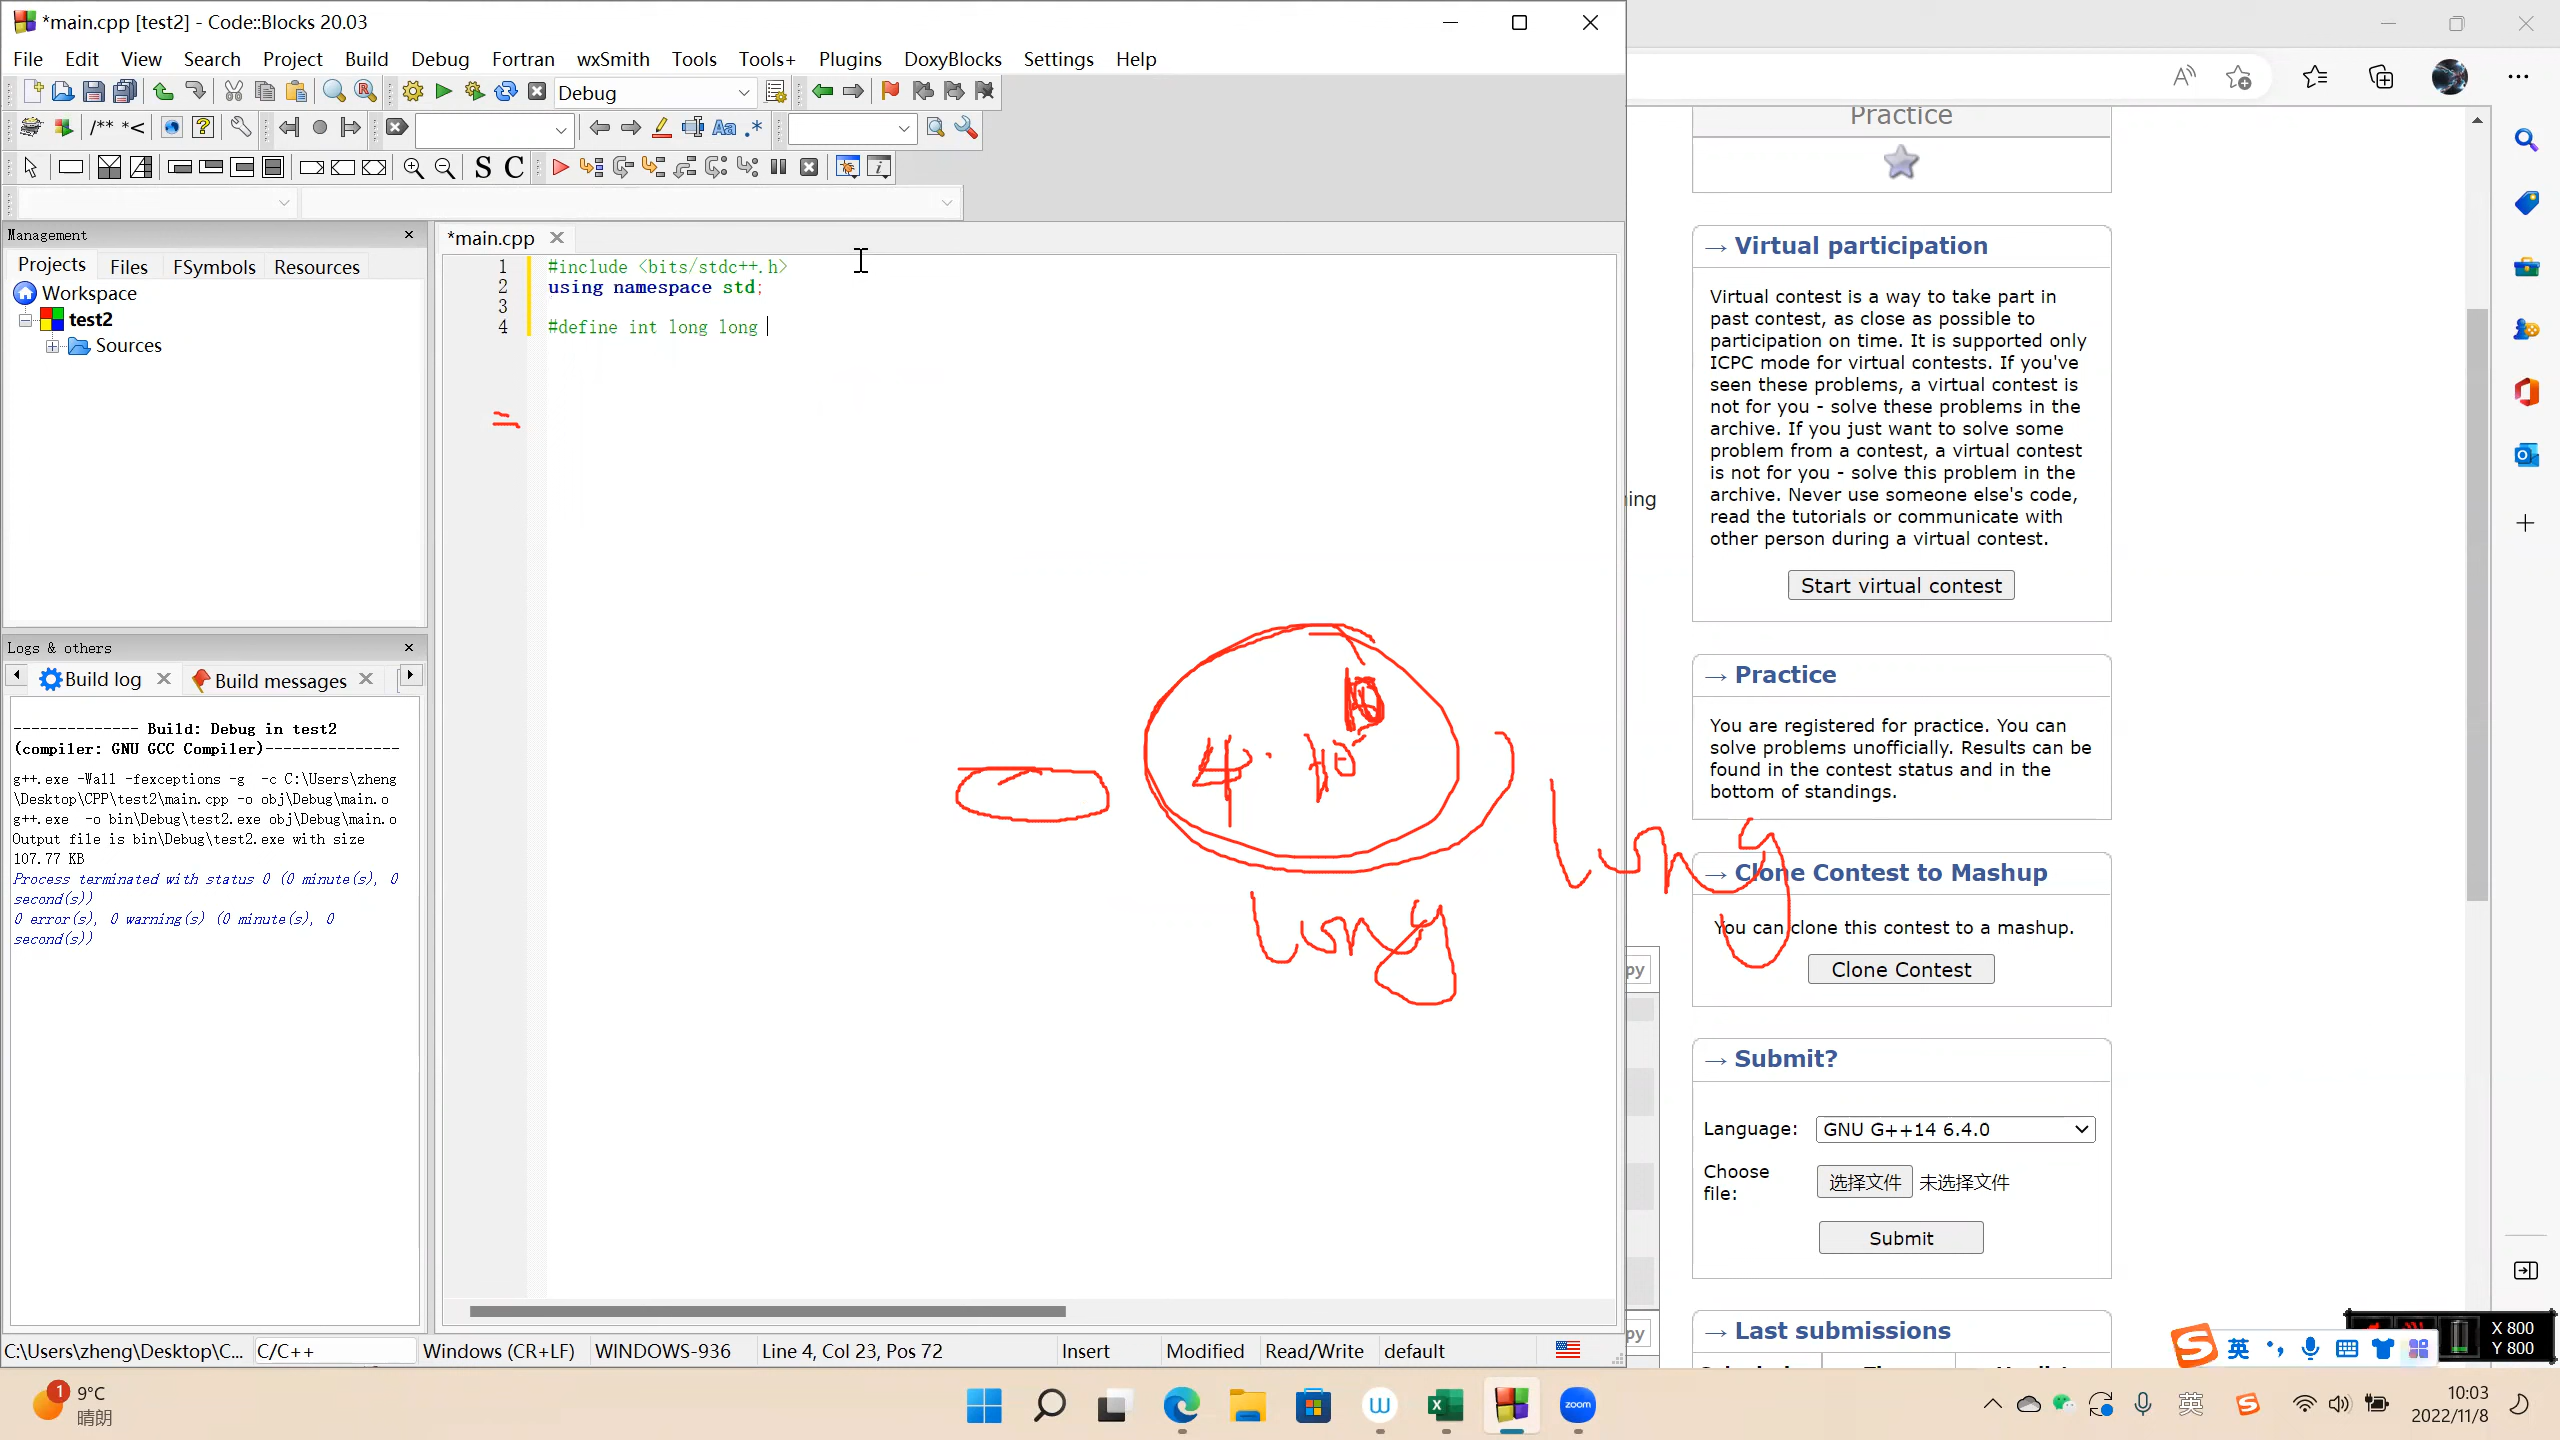 *main.cpp [test2] - Code::Blocks 20.03
File Edit View Search Project Build Debug Fortran wxSmith Tools Tools+ Plugins DoxyBlocks Settings Help
Debug
/** *<
Aa .*
S C
Management
Projects Files FSymbols Resources
Workspace
test2
Sources
*main.cpp
1 #include <bits/stdc++.h>
2 using namespace std;
3
4 #define int long long
Logs & others
Build log Build messages
-------------- Build: Debug in test2
(compiler: GNU GCC Compiler)---------------
g++.exe -Wall -fexceptions -g  -c C:\Users\zheng
\Desktop\CPP\test2\main.cpp -o obj\Debug\main.o
g++.exe  -o bin\Debug\test2.exe obj\Debug\main.o
Output file is bin\Debug\test2.exe with size
107.77 KB
Process terminated with status 0 (0 minute(s), 0
second(s))
0 error(s), 0 warning(s) (0 minute(s), 0
second(s))
4 · 10
long
long
C:\Users\zheng\Desktop\C... C/C++ Windows (CR+LF) WINDOWS-936 Line 4, Col 23, Pos 72 Insert Modified Read/Write default
Practice
→ Virtual participation
Virtual contest is a way to take part in
past contest, as close as possible to
participation on time. It is supported only
ICPC mode for virtual contests. If you've
seen these problems, a virtual contest is
not for you - solve these problems in the
archive. If you just want to solve some
problem from a contest, a virtual contest
is not for you - solve this problem in the
archive. Never use someone else's code,
read the tutorials or communicate with
other person during a virtual contest.
Start virtual contest
ing
→ Practice
You are registered for practice. You can
solve problems unofficially. Results can be
found in the contest status and in the
bottom of standings.
→ Clone Contest to Mashup
You can clone this contest to a mashup.
Clone Contest
py
→ Submit?
Language: GNU G++14 6.4.0
Choose
file:
选择文件 未选择文件
Submit
py
→ Last submissions
英
X 800
Y 800
1
9°C
晴朗
zoom
英
10:03
2022/11/8